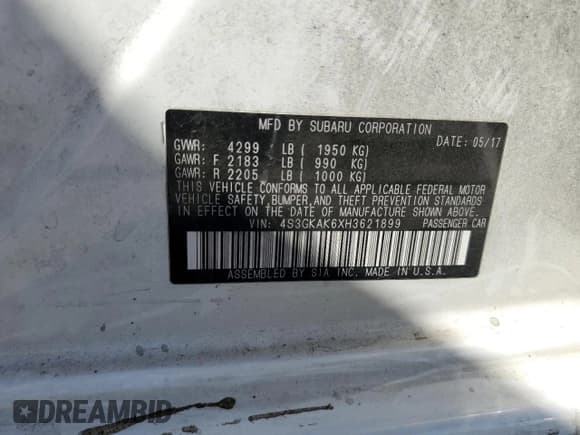 MFD BY SUBARU CORPORATION
DATE: 05/17
GVWR: 4299 LB ( 1950 KG)
GAWR: F 2183 LB ( 990 KG)
GAWR: R 2205 LB ( 1000 KG)
THIS VEHICLE CONFORMS TO ALL APPLICABLE FEDERAL MOTOR
VEHICLE SAFETY, BUMPER, AND THEFT PREVENTION STANDARDS
IN EFFECT ON THE DATE OF MANUFACTURE SHOWN ABOVE.
VIN: 4S3GKAK6XH3621899 PASSENGER CAR
ASSEMBLED BY SIA INC. MADE IN U.S.A.
DREAMBID